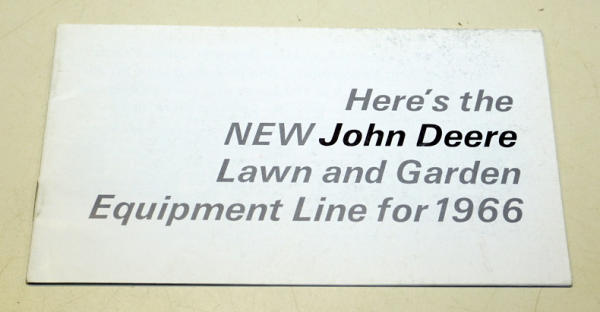 Here's the
NEW John Deere
Lawn and Garden
Equipment Line for 1966